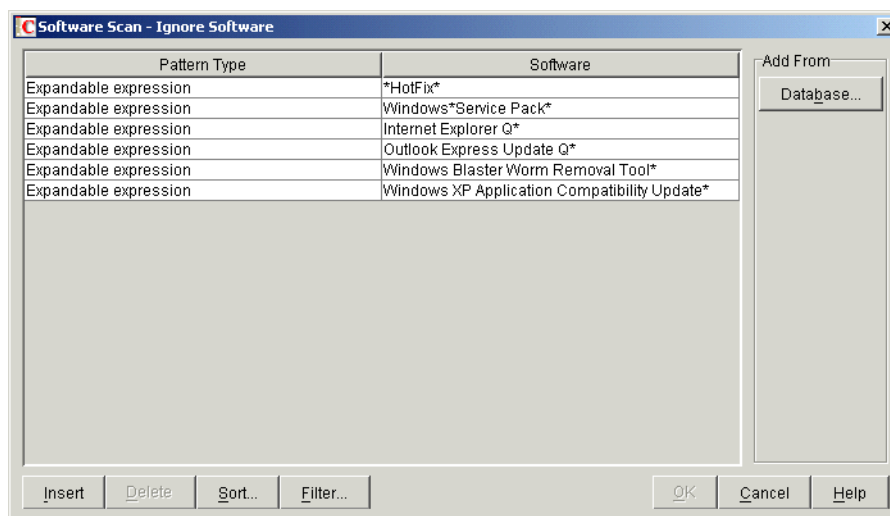 C Software Scan - Ignore Software
Pattern Type Software
Expandable expression *HotFix*
Expandable expression Windows*Service Pack*
Expandable expression Internet Explorer Q*
Expandable expression Outlook Express Update Q*
Expandable expression Windows Blaster Worm Removal Tool*
Expandable expression Windows XP Application Compatibility Update*
Add From
Database...
Insert Delete Sort... Filter... OK Cancel Help